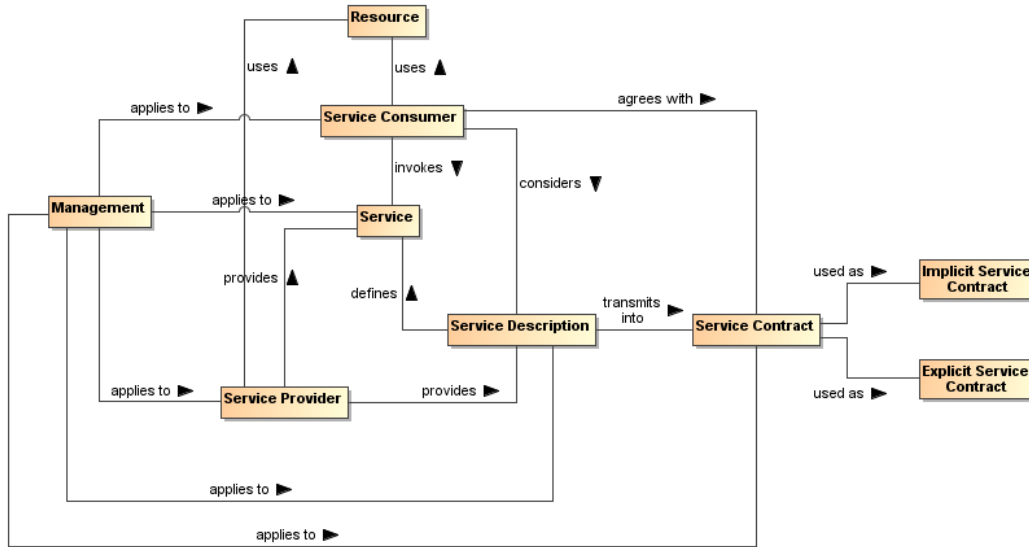 Resource
uses
uses
applies to
Service Consumer
agrees with
invokes
considers
Management
applies to
Service
provides
defines
used as
Implicit Service
Contract
transmits
into
Service Description
Service Contract
applies to
Service Provider
provides
Explicit Service
Contract
used as
applies to
applies to